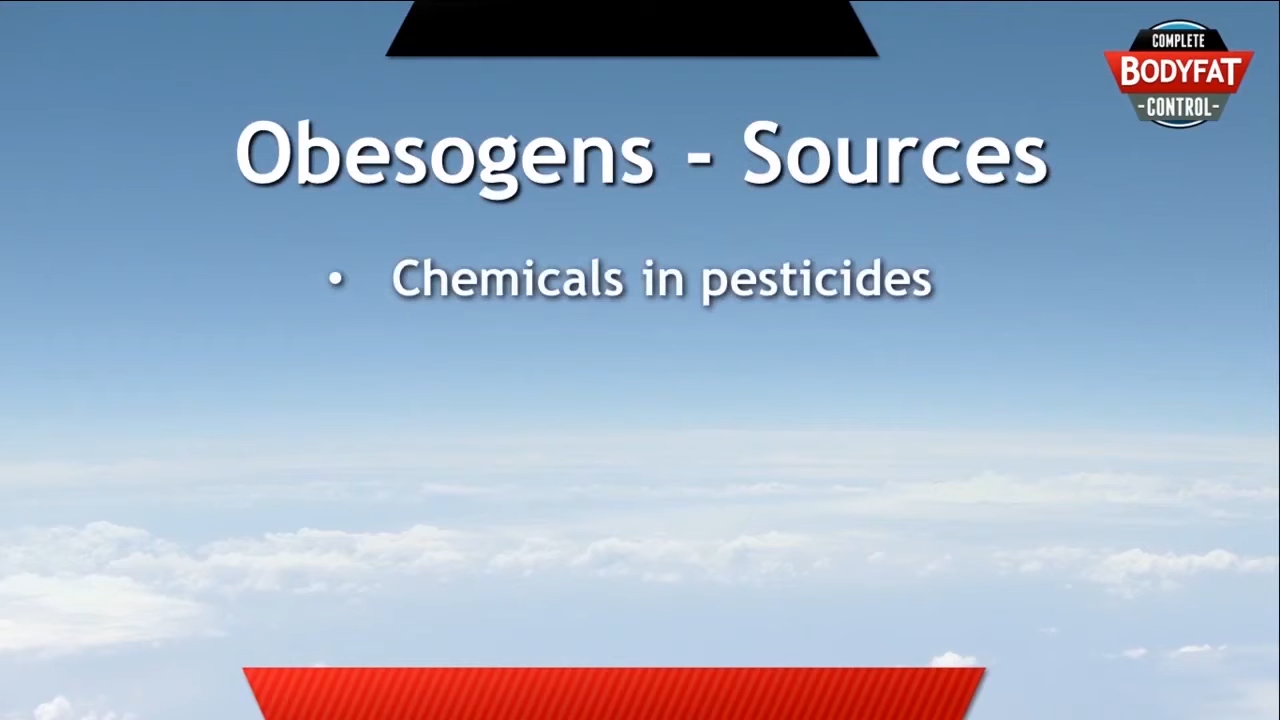 COMPLETE
BODYFAT
-CONTROL-
Obesogens - Sources
• Chemicals in pesticides